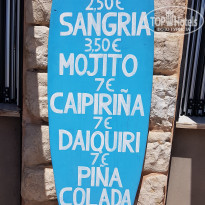 2,50€
SANGRIA
3,50€
MOJITO
7€
CAIPIRIÑA
7€
DAIQUIRI
7€
PIÑA
COLADA